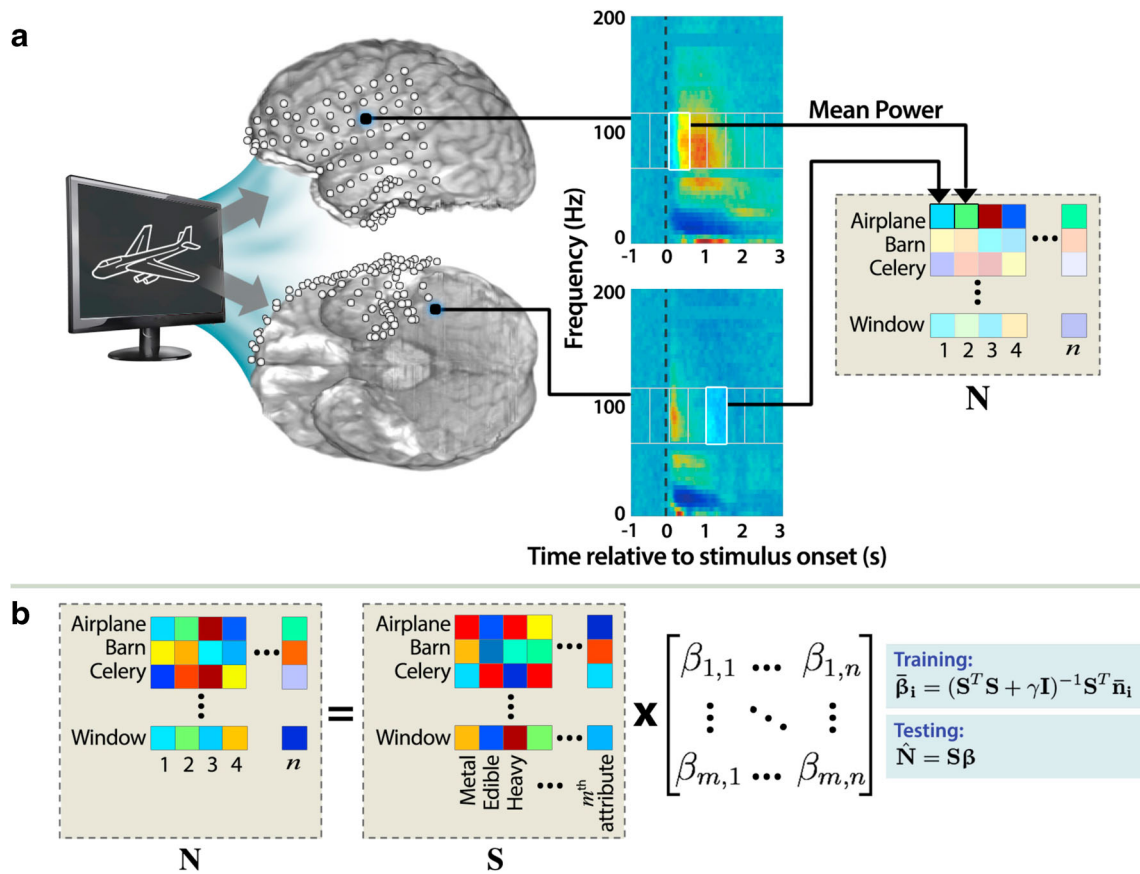 a
200
100
0
-1 0 1 2 3
Frequency (Hz)
200
100
0
-1 0 1 2 3
Time relative to stimulus onset (s)
Mean Power
Airplane
Barn
Celery
Window
1 2 3 4 n
N
b
Airplane
Barn
Celery
Window
1 2 3 4 n
N
=
Airplane
Barn
Celery
Window
Metal
Edible
Heavy
mth
attribute
S
x
β1,1 ... β1,n
βm,1 ... βm,n
Training:
β̄i = (SᵀS + γI)⁻¹Sᵀn̄i
Testing:
N̂ = Sβ